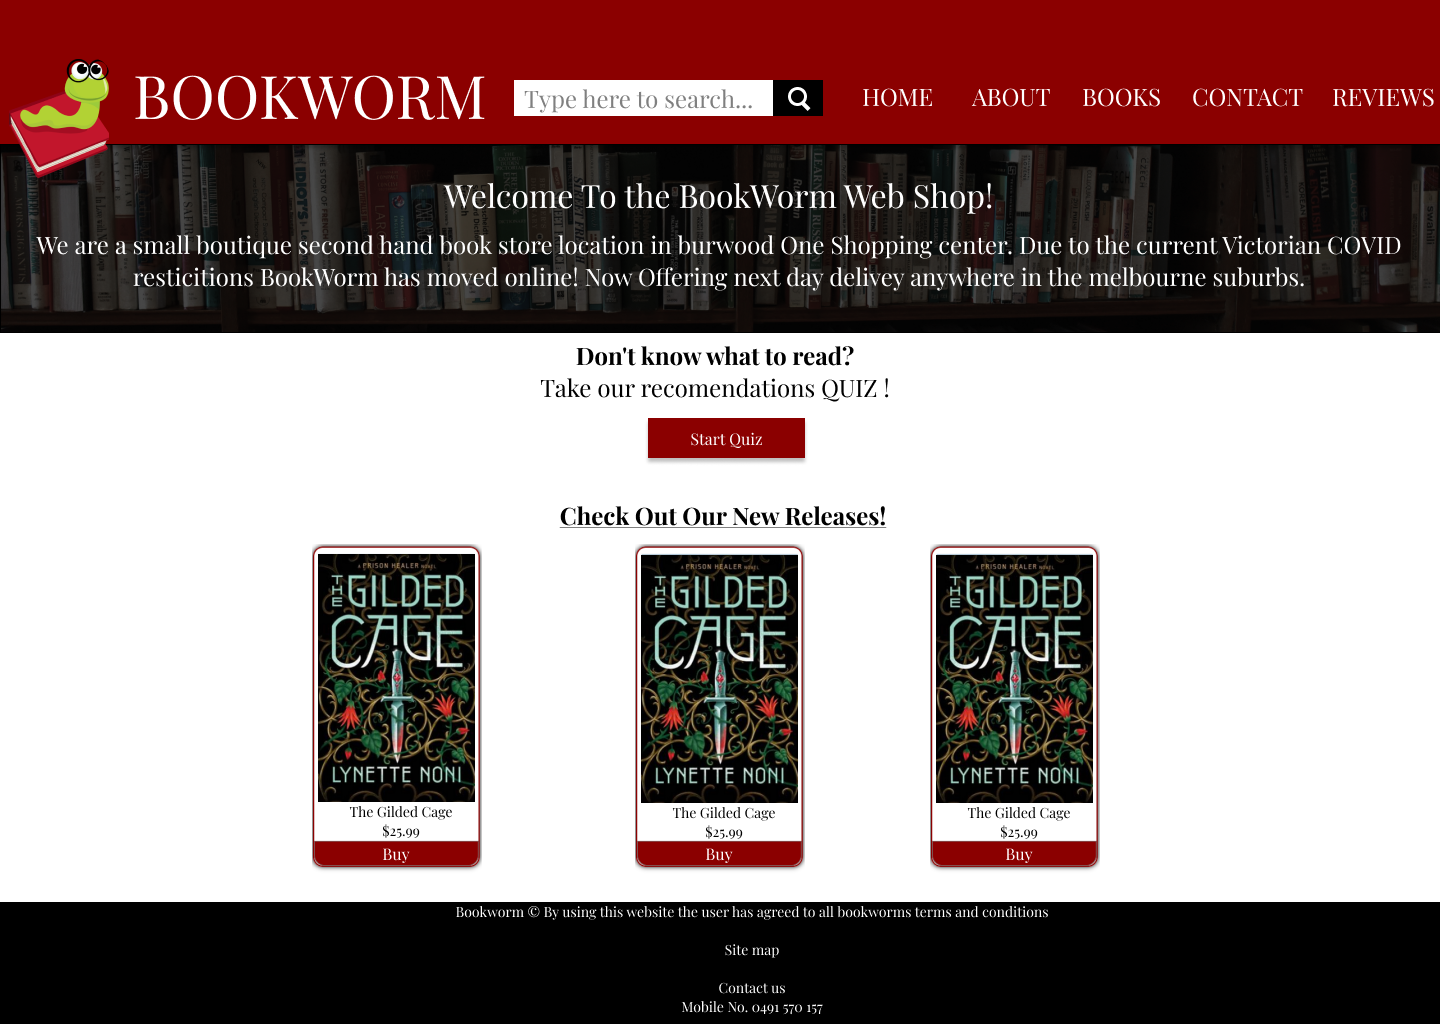 BOOKWORM
Type here to search...
HOME
ABOUT
BOOKS
CONTACT
REVIEWS
Welcome To the BookWorm Web Shop!
We are a small boutique second hand book store location in burwood One Shopping center. Due to the current Victorian COVID
resticitions BookWorm has moved online! Now Offering next day delivey anywhere in the melbourne suburbs.
Don't know what to read?
Take our recomendations QUIZ !
Start Quiz
Check Out Our New Releases!
A PRISON HEALER NOVEL
THE GILDED
CAGE
LYNETTE NONI
The Gilded Cage
$25.99
Buy
A PRISON HEALER NOVEL
THE GILDED
CAGE
LYNETTE NONI
The Gilded Cage
$25.99
Buy
A PRISON HEALER NOVEL
THE GILDED
CAGE
LYNETTE NONI
The Gilded Cage
$25.99
Buy
Bookworm © By using this website the user has agreed to all bookworms terms and conditions
Site map
Contact us
Mobile No. 0491 570 157